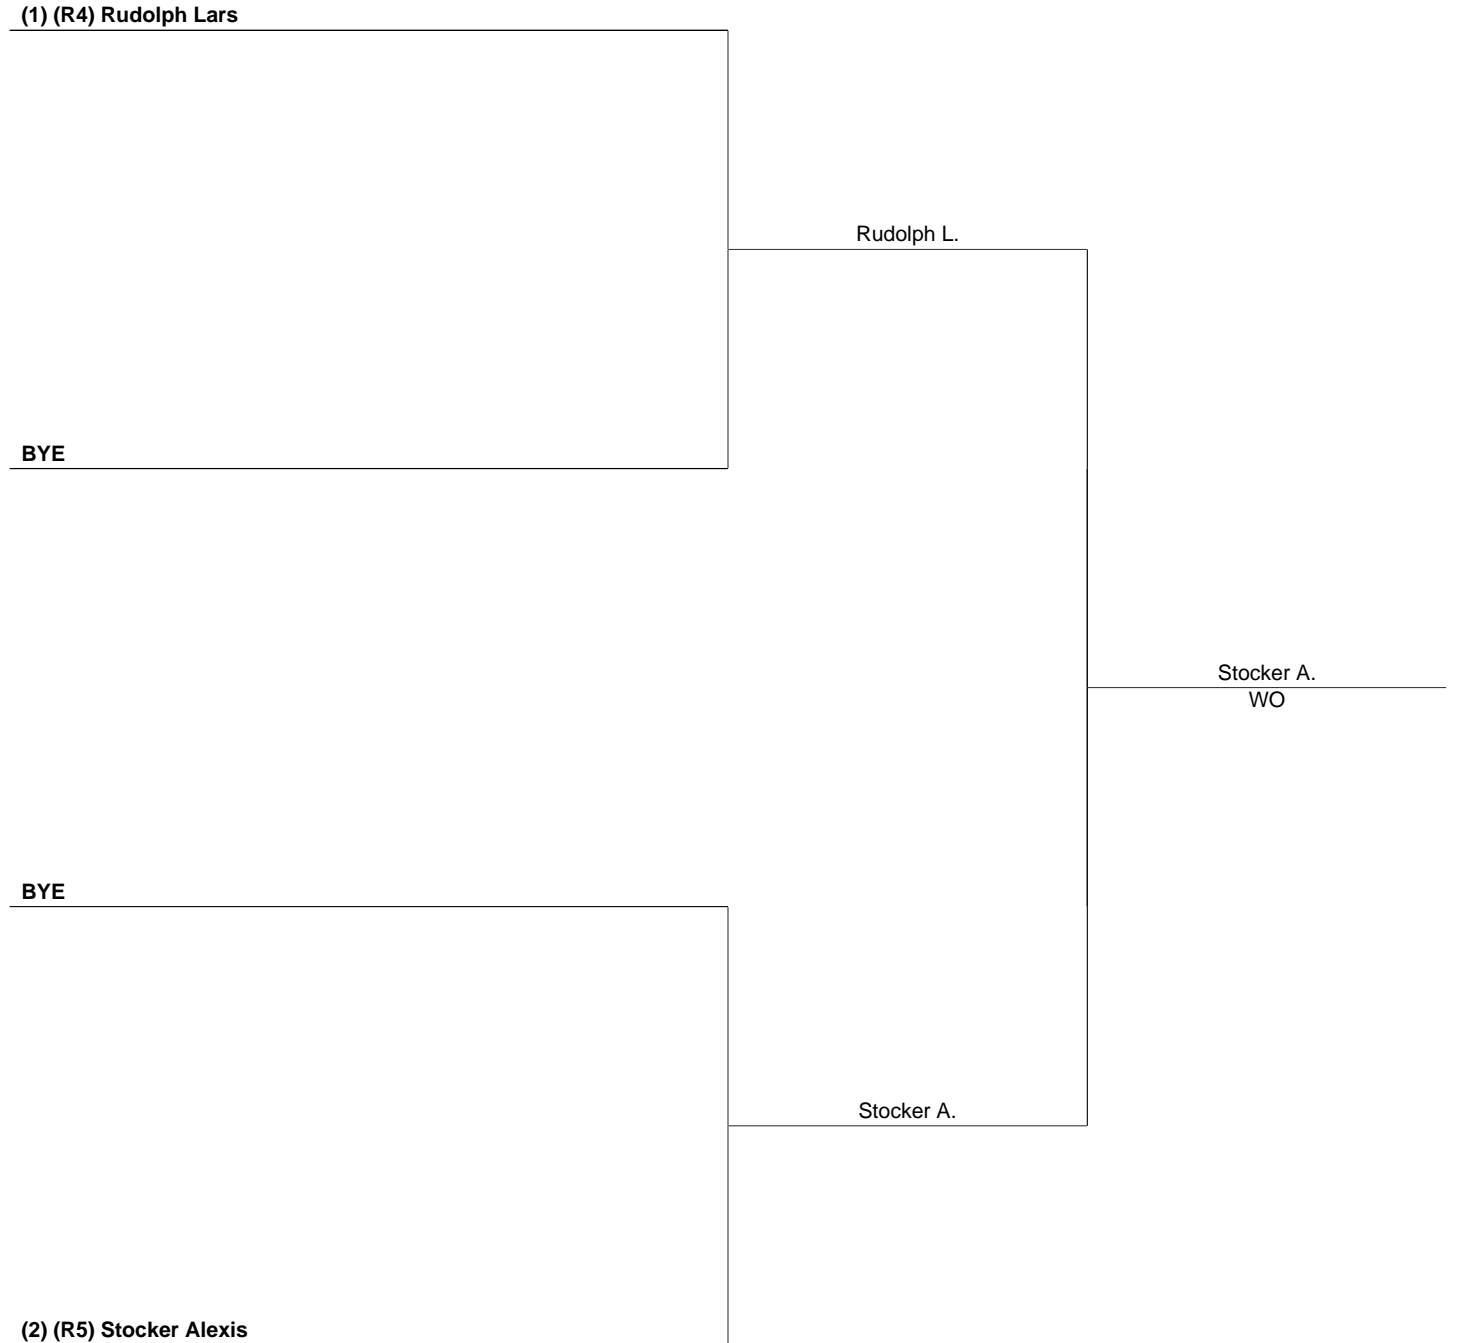 (1) (R4) Rudolph Lars
Rudolph L.
BYE
Stocker A.
WO
BYE
Stocker A.
(2) (R5) Stocker Alexis